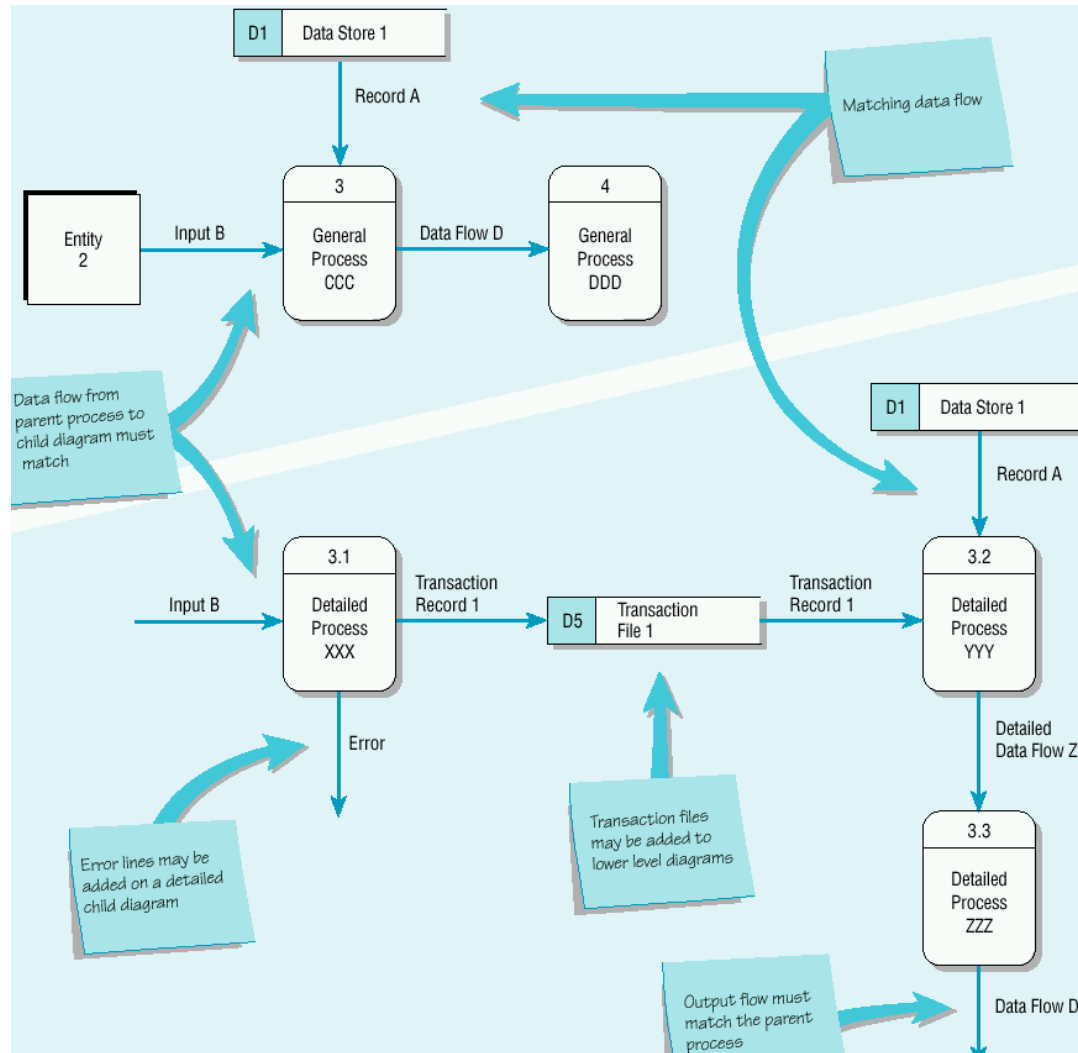 D1
Data Store 1
Record A
Matching data flow
3
General
Process
CCC
4
General
Process
DDD
Entity
2
Input B
Data Flow D
Data flow from
parent process to
child diagram must
match
D1
Data Store 1
Record A
Input B
3.1
Detailed
Process
XXX
Transaction
Record 1
D5
Transaction
File 1
Transaction
Record 1
3.2
Detailed
Process
YYY
Error
Detailed
Data Flow Z
Error lines may be
added on a detailed
child diagram
Transaction files
may be added to
lower level diagrams
3.3
Detailed
Process
ZZZ
Output flow must
match the parent
process
Data Flow D